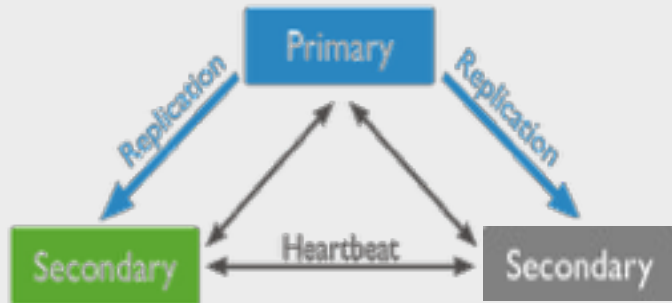 Primary
Replication
Replication
Heartbeat
Secondary
Secondary